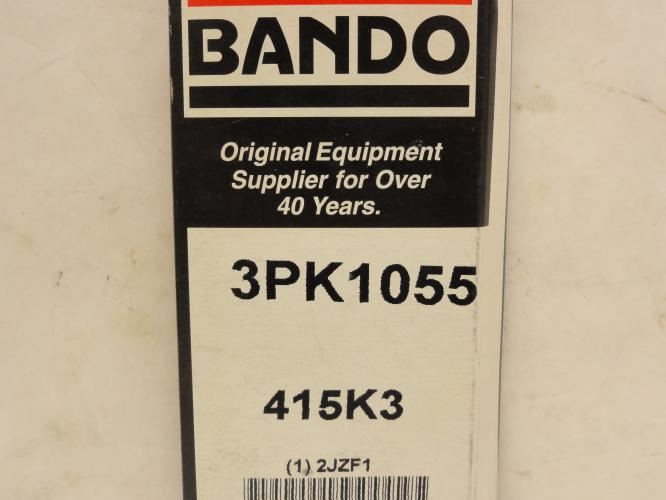 BANDO
Original Equipment
Supplier for Over
40 Years.
3PK1055
415K3
(1) 2JZF1